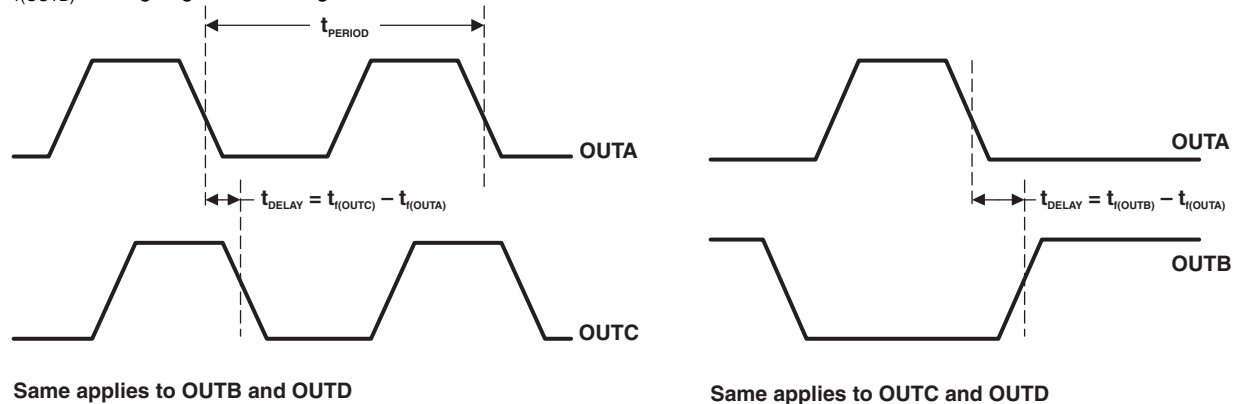 tPERIOD
OUTA
tDELAY = tf(OUTC) – tf(OUTA)
OUTC
Same applies to OUTB and OUTD
OUTA
tDELAY = tf(OUTB) – tf(OUTA)
OUTB
Same applies to OUTC and OUTD